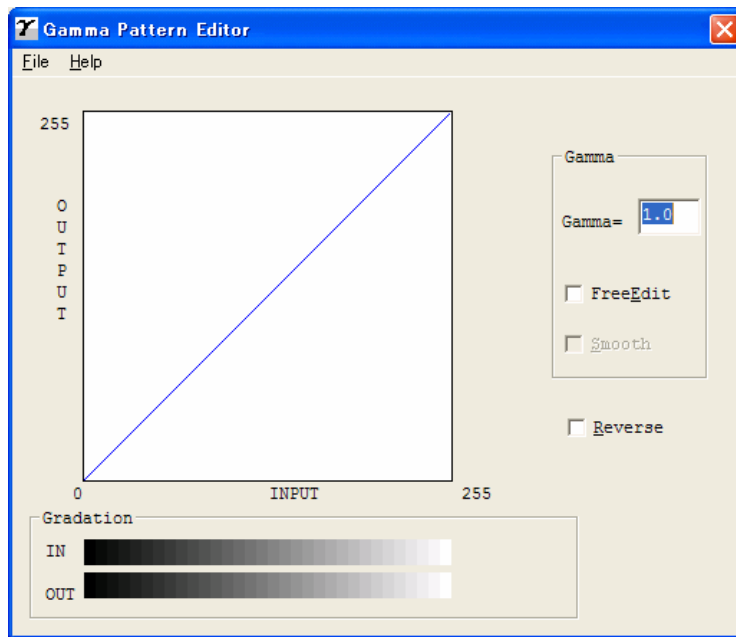 Gamma Pattern Editor
File Help
255
OUTPUT
0 INPUT 255
Gamma
Gamma= 1.0
FreeEdit
Smooth
Reverse
Gradation
IN
OUT